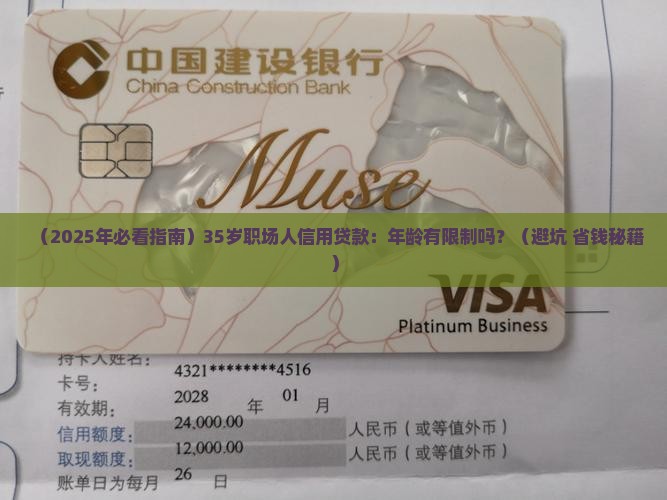 中国建设银行
China Construction Bank
Muse
（2025年必看指南）35岁职场人信用贷款：年龄有限制吗？（避坑 省钱秘籍
）
VISA
Platinum Business
持卡人姓名：
卡号： 4321********4516
有效期： 2028 年 01 月
信用额度： 24,000.00 人民币（或等值外币）
取现额度： 12,000.00 人民币（或等值外币）
账单日为每月 26 日